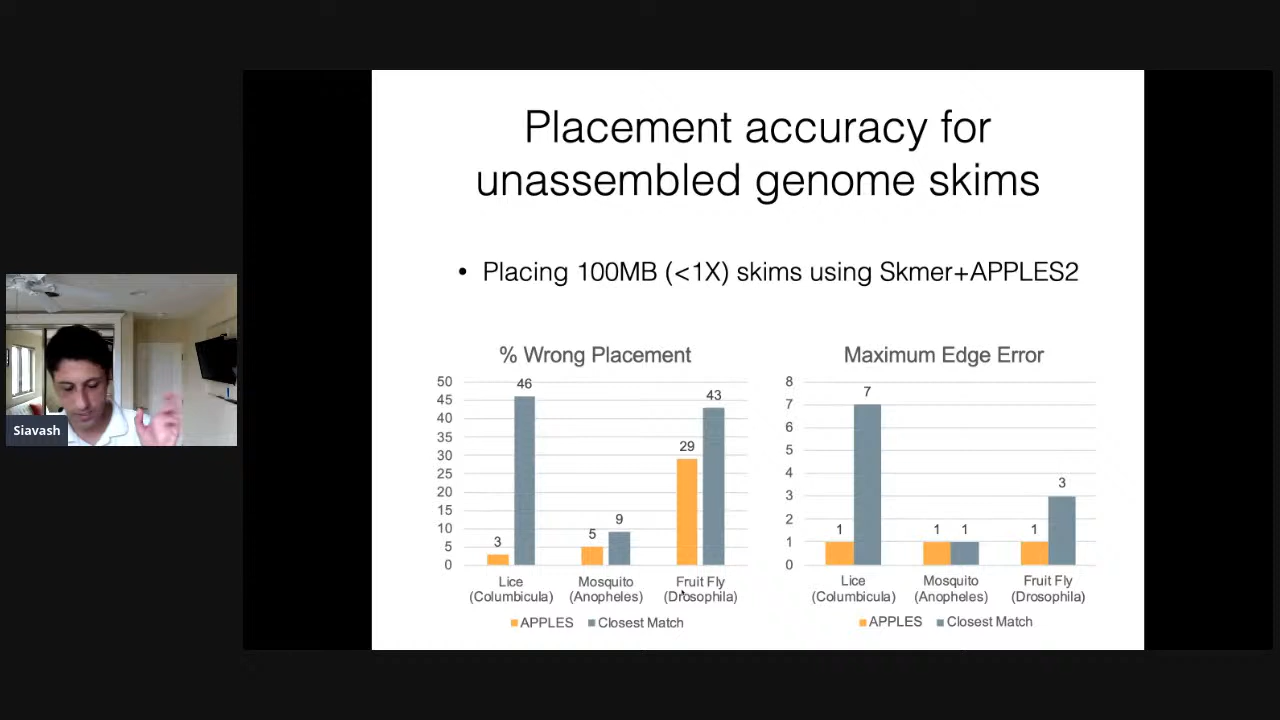 Placement accuracy for
unassembled genome skims
• Placing 100MB (<1X) skims using Skmer+APPLES2
% Wrong Placement
50
45
40
35
30
25
20
15
10
5
0
3
46
5
9
29
43
Lice
(Columbicula)
Mosquito
(Anopheles)
Fruit Fly
(Drosophila)
APPLES
Closest Match
Maximum Edge Error
8
7
6
5
4
3
2
1
0
1
7
1
1
1
3
Lice
(Columbicula)
Mosquito
(Anopheles)
Fruit Fly
(Drosophila)
APPLES
Closest Match
Siavash